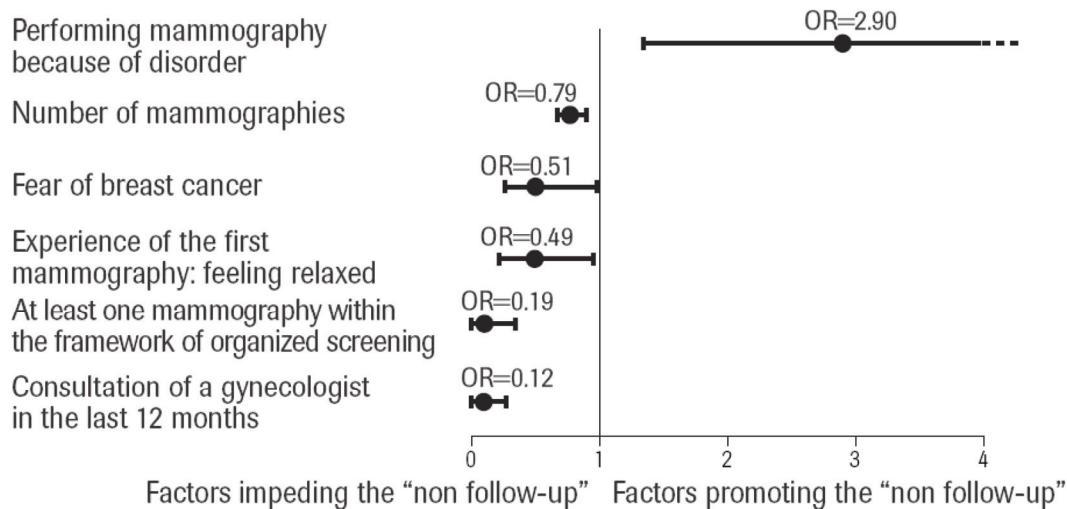 Performing mammography
because of disorder
OR=2.90
Number of mammographies
OR=0.79
Fear of breast cancer
OR=0.51
Experience of the first
mammography: feeling relaxed
OR=0.49
At least one mammography within
the framework of organized screening
OR=0.19
Consultation of a gynecologist
in the last 12 months
OR=0.12
0 1 2 3 4
Factors impeding the “non follow-up” Factors promoting the “non follow-up”